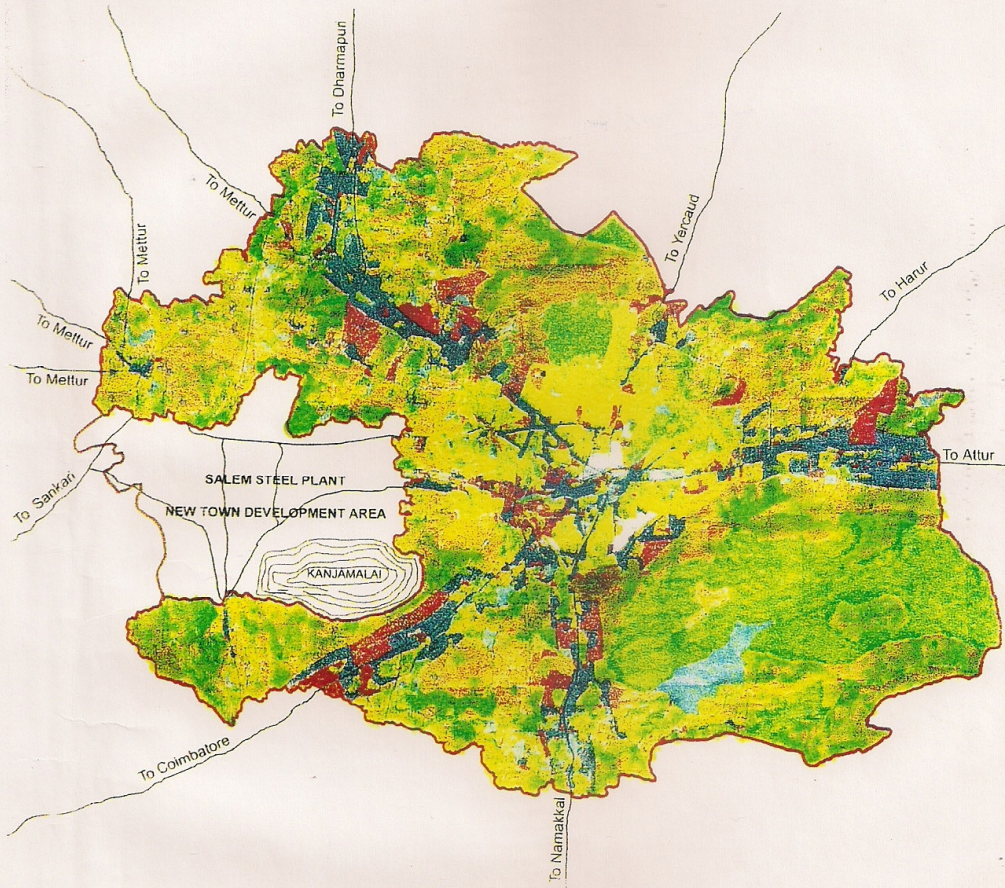 To Dharmapuri
To Mettur
To Yercaud
To Mettur
To Harur
To Mettur
To Mettur
To Attur
SALEM STEEL PLANT
To Sankari
NEW TOWN DEVELOPMENT AREA
KANJAMALAI
To Coimbatore
To Namakkal